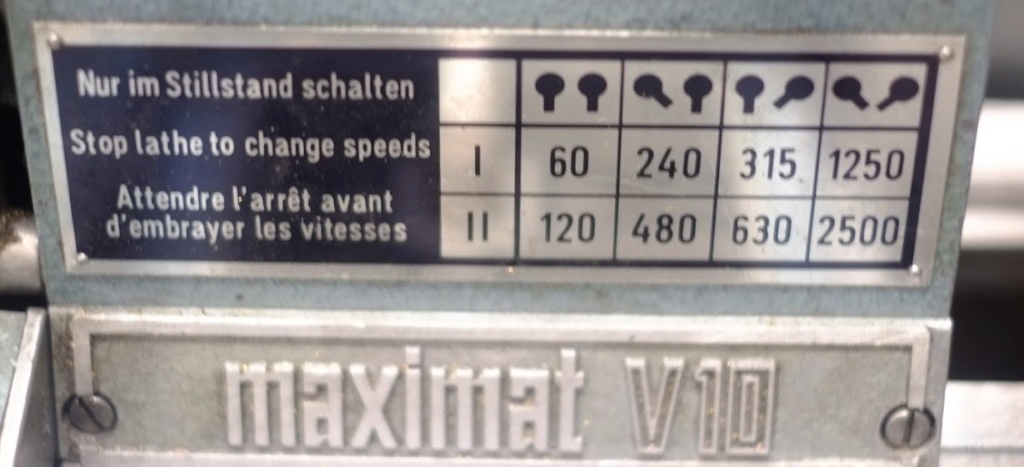 Nur im Stillstand schalten
Stop lathe to change speeds
Attendre l'arrêt avant
d'embrayer les vitesses
I 60 240 315 1250
II 120 480 630 2500
maximat V10